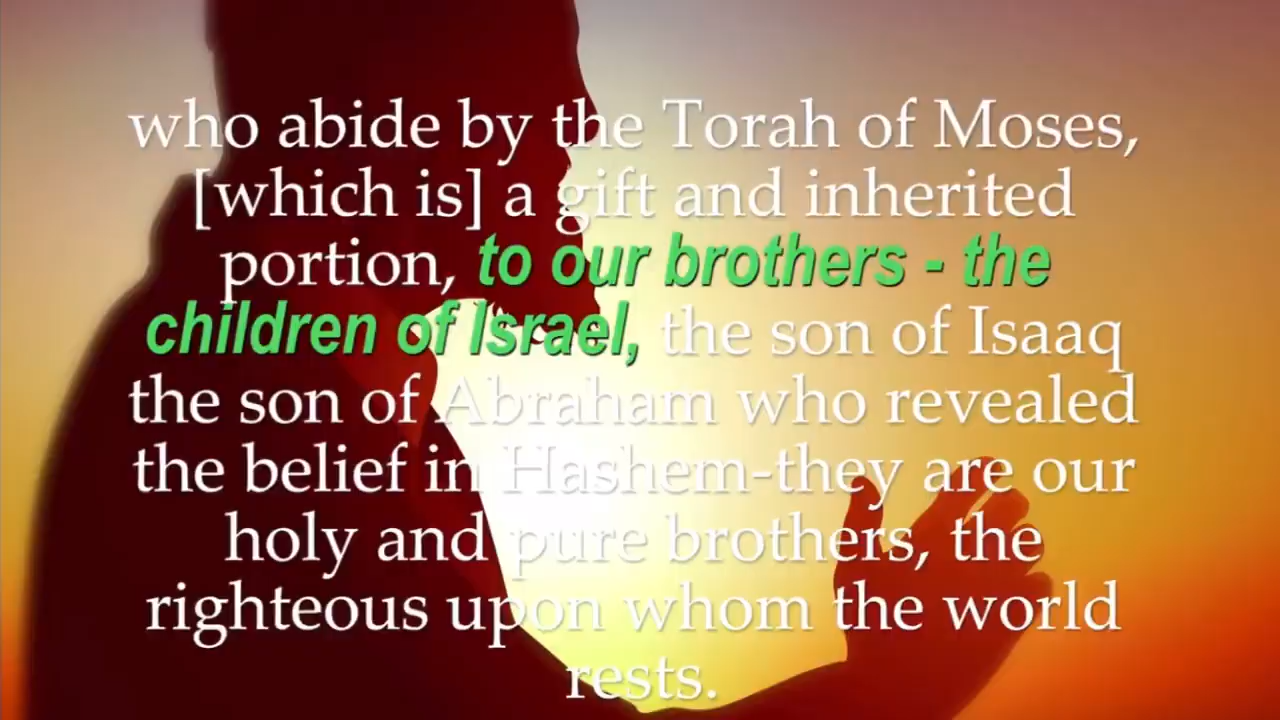 who abide by the Torah of Moses,
[which is] a gift and inherited
portion, to our brothers - the
children of Israel, the son of Isaaq
the son of Abraham who revealed
the belief in Hashem-they are our
holy and pure brothers, the
righteous upon whom the world
rests.